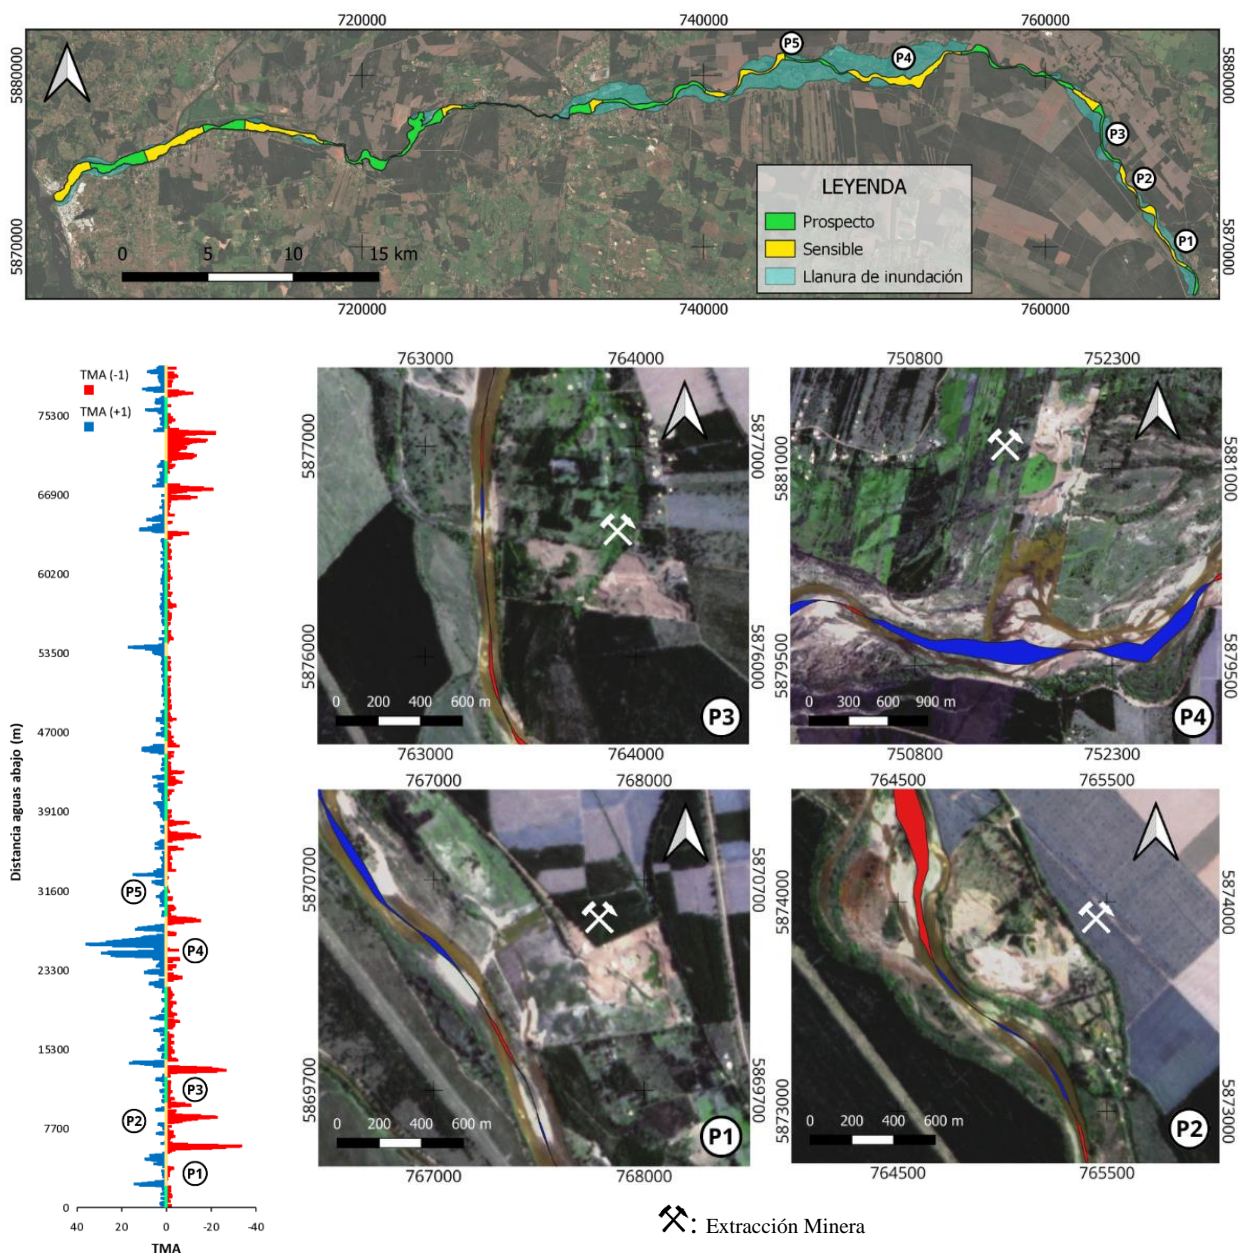 720000 740000 760000
5880000 5880000
P5 P4
P3
P2
P1
5870000 5870000
LEYENDA
Prospecto
Sensible
Llanura de inundación
0 5 10 15 km
720000 740000 760000
TMA (-1)
TMA (+1)
Distancia aguas abajo (m)
75300
66900
60200
53500
47000
39100
31600
23300
15300
7700
0
P5
P4
P3
P2
P1
40 20 0 -20 -40
TMA
763000 764000
5877000 5877000
5876000 5876000
0 200 400 600 m
P3
763000 764000
750800 752300
5881000 5881000
5879500 5879500
0 300 600 900 m
P4
750800 752300
767000 768000
5870700 5870700
5869700 5869700
0 200 400 600 m
P1
767000 768000
764500 765500
5874000 5874000
5873000 5873000
0 200 400 600 m
P2
764500 765500
: Extracción Minera